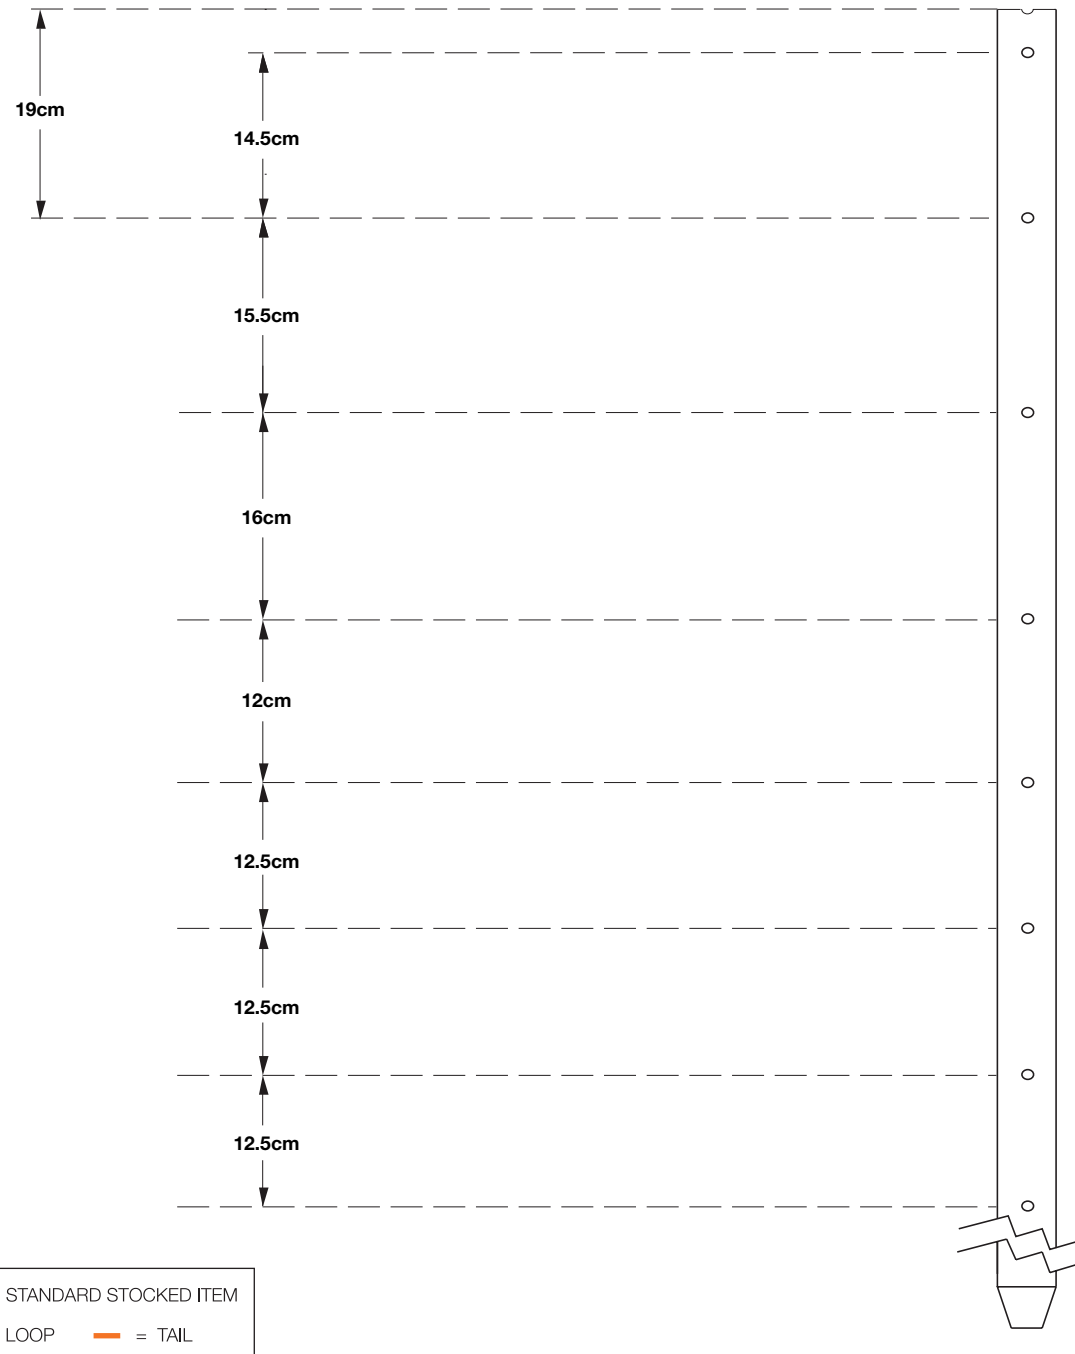 19cm
14.5cm
15.5cm
16cm
12cm
12.5cm
12.5cm
12.5cm
STANDARD STOCKED ITEM
LOOP = TAIL